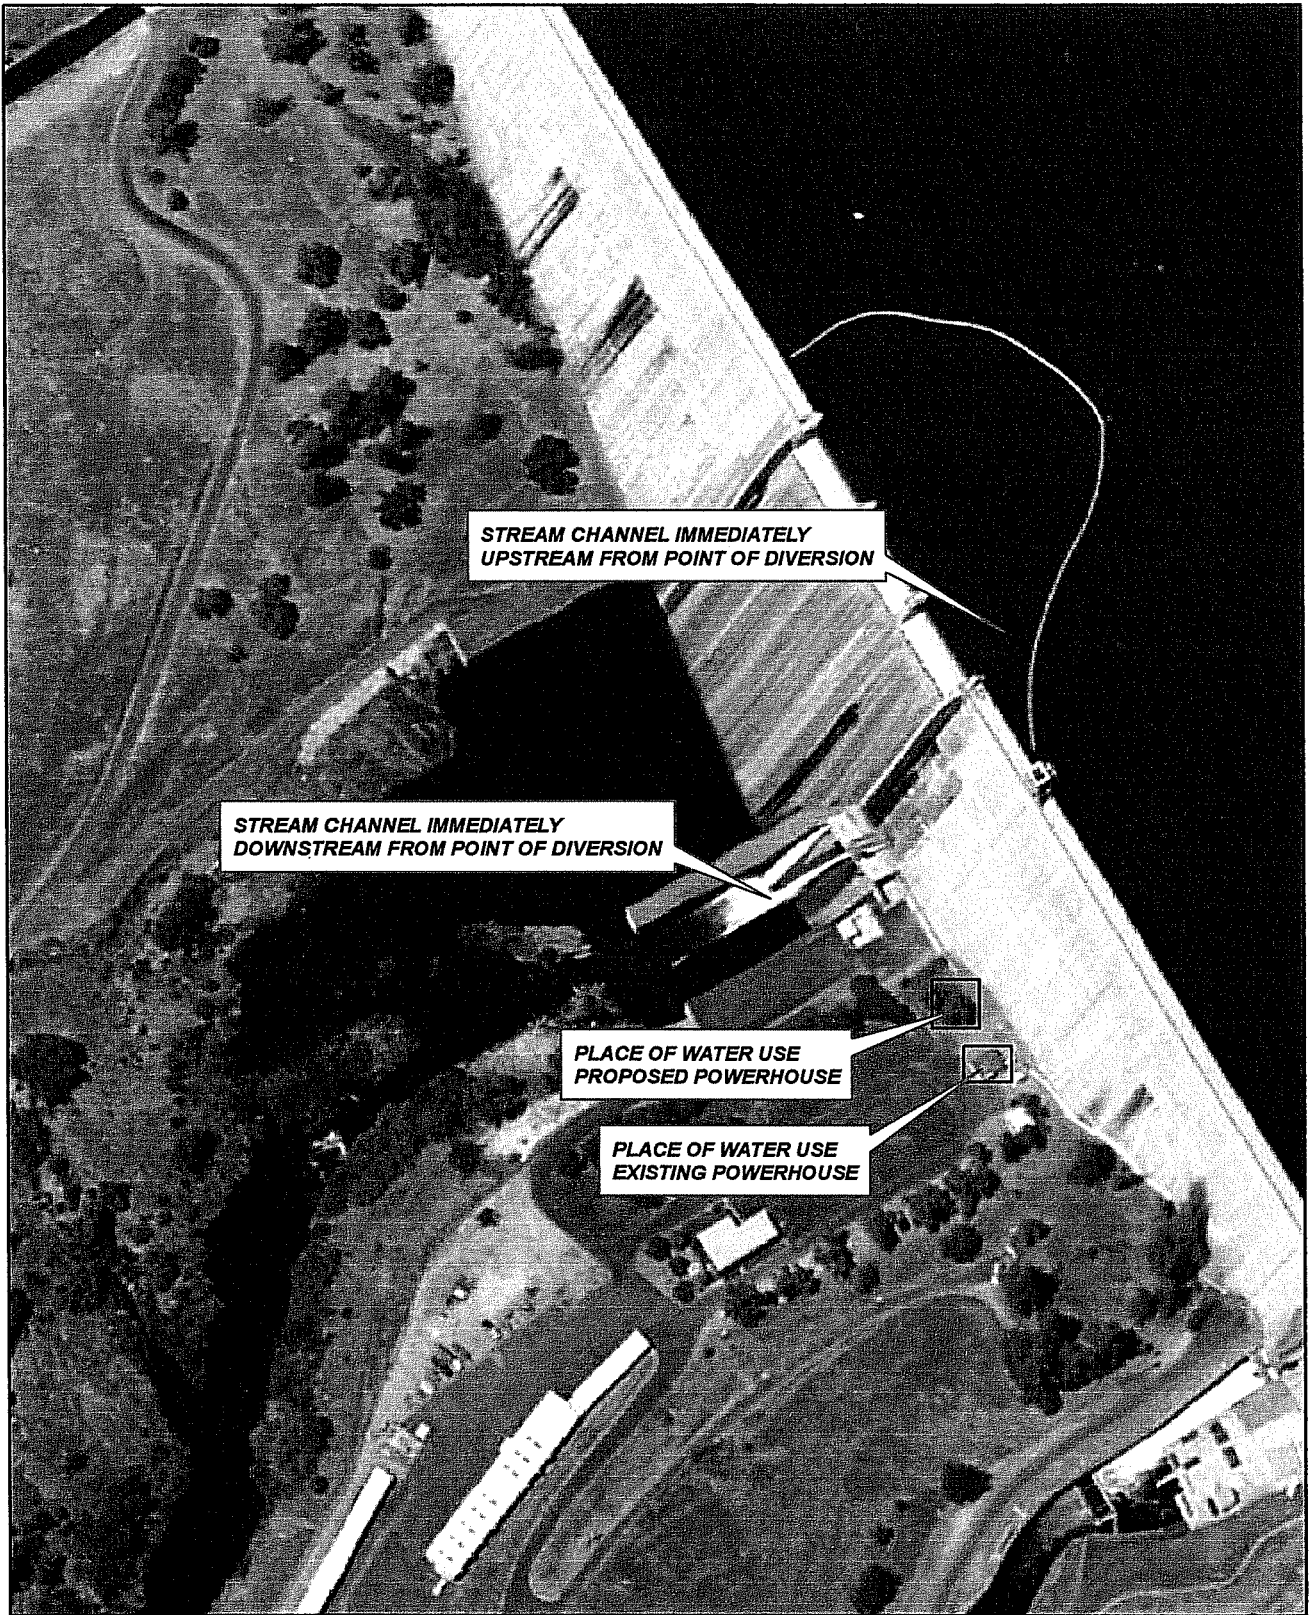 STREAM CHANNEL IMMEDIATELY
UPSTREAM FROM POINT OF DIVERSION
STREAM CHANNEL IMMEDIATELY
DOWNSTREAM FROM POINT OF DIVERSION
PLACE OF WATER USE
PROPOSED POWERHOUSE
PLACE OF WATER USE
EXISTING POWERHOUSE